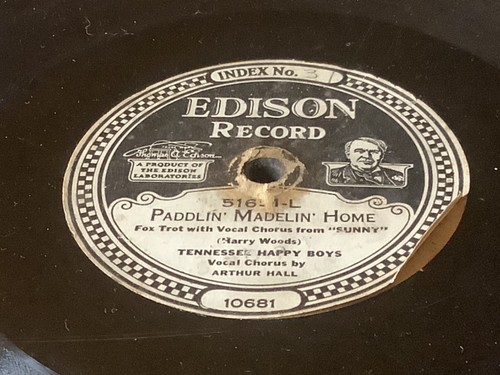 INDEX No. 3
EDISON
RECORD
Thomas A Edison
A PRODUCT OF
THE EDISON
LABORATORIES
-L
PADDLIN' MADELIN' HOME
Fox Trot with Vocal Chorus from "SUNNY"
(Harry Woods)
TENNESSEE HAPPY BOYS
Vocal Chorus by
ARTHUR HALL
10681